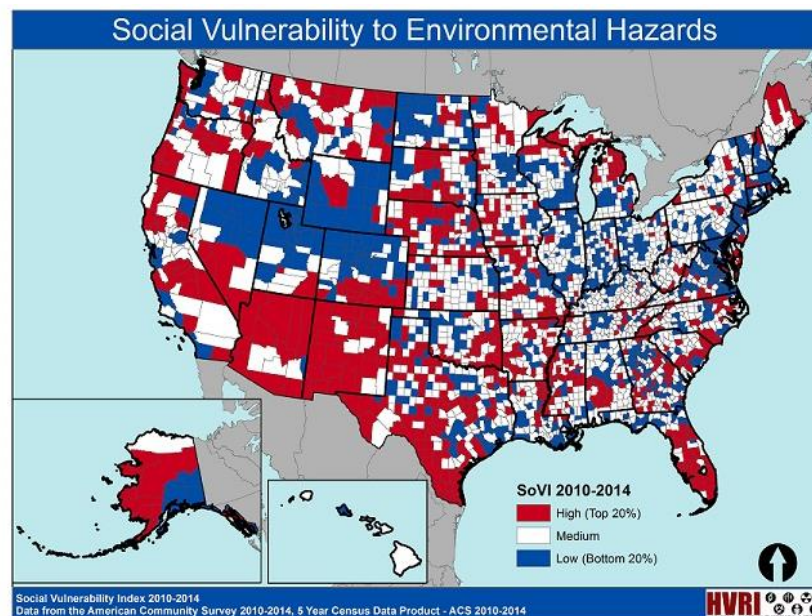 Social Vulnerability to Environmental Hazards
SoVI 2010-2014
High (Top 20%)
Medium
Low (Bottom 20%)
Social Vulnerability Index 2010-2014
Data from the American Community Survey 2010-2014, 5 Year Census Data Product - ACS 2010-2014
HVRI